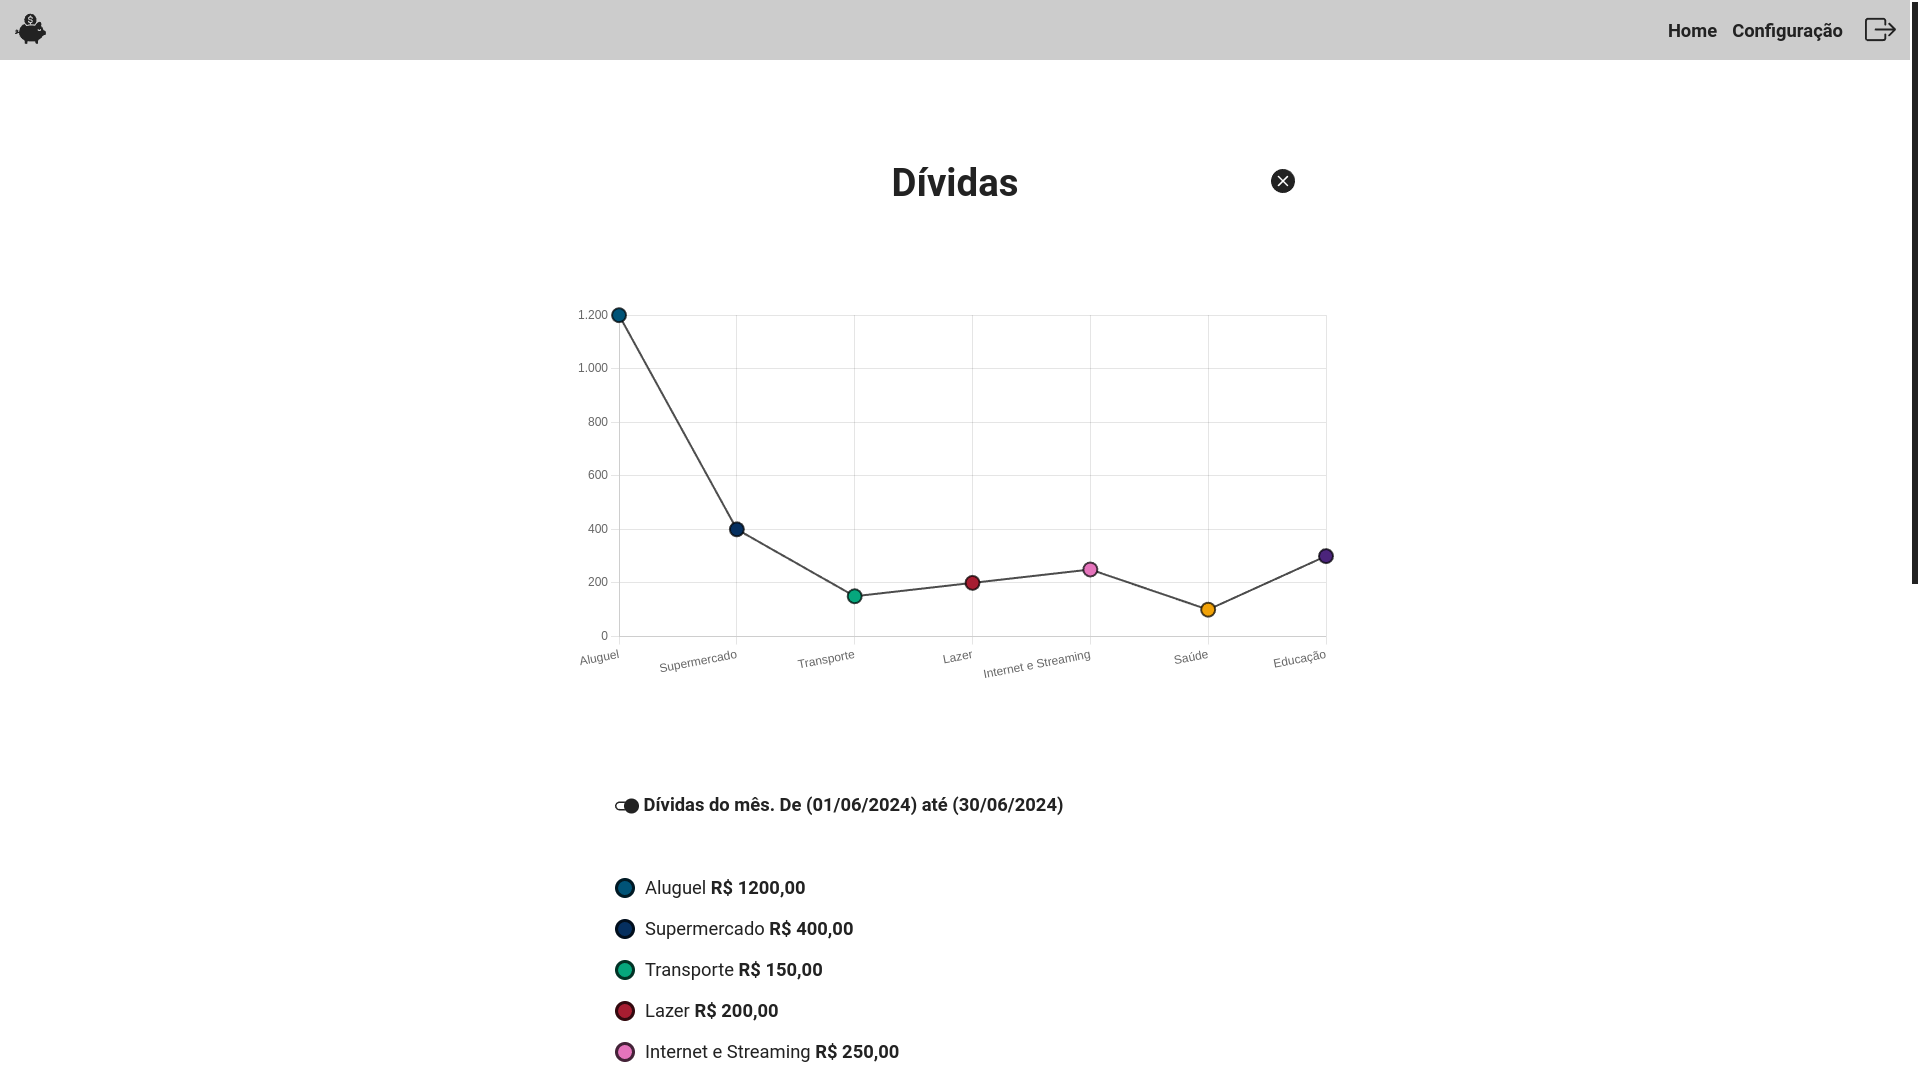 Home Configuração
Dívidas
1.200
1.000
800
600
400
200
0
Aluguel Supermercado Transporte Lazer Internet e Streaming Saúde Educação
Dívidas do mês. De (01/06/2024) até (30/06/2024)
Aluguel R$ 1200,00
Supermercado R$ 400,00
Transporte R$ 150,00
Lazer R$ 200,00
Internet e Streaming R$ 250,00